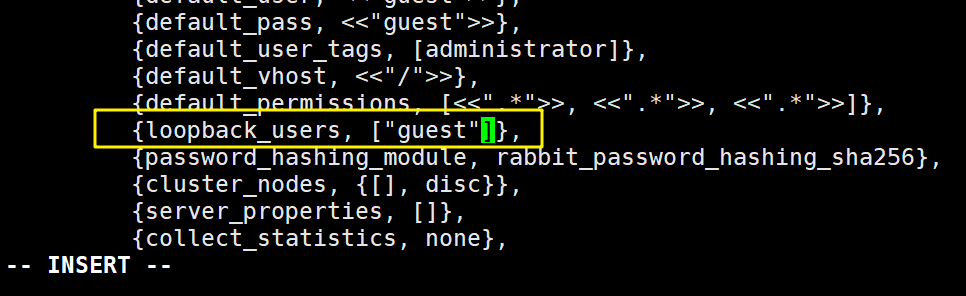 {default_user, <<"guest">>},
{default_pass, <<"guest">>},
{default_user_tags, [administrator]},
{default_vhost, <<"/">>},
{default_permissions, [<<".*">>, <<".*">>, <<".*">>]},
{loopback_users, ["guest"]},
{password_hashing_module, rabbit_password_hashing_sha256},
{cluster_nodes, {[], disc}},
{server_properties, []},
{collect_statistics, none},
-- INSERT --